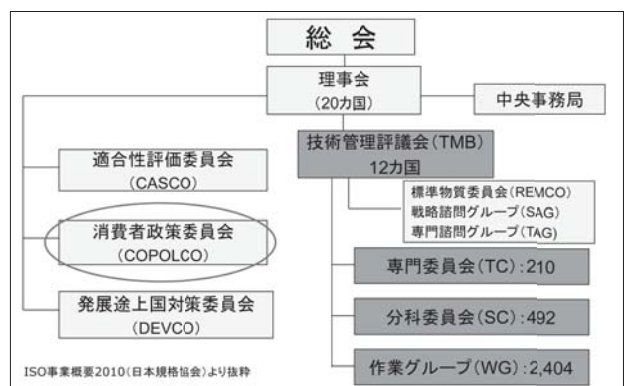 総 会
理事会
(20カ国)
中央事務局
技術管理評議会(TMB)
12カ国
適合性評価委員会
(CASCO)
標準物質委員会(REMCO)
戦略諮問グループ(SAG)
専門諮問グループ(TAG)
消費者政策委員会
(COPOLCO)
専門委員会(TC):210
発展途上国対策委員会
(DEVCO)
分科委員会(SC):492
作業グループ(WG):2,404
ISO事業概要2010(日本規格協会)より抜粋